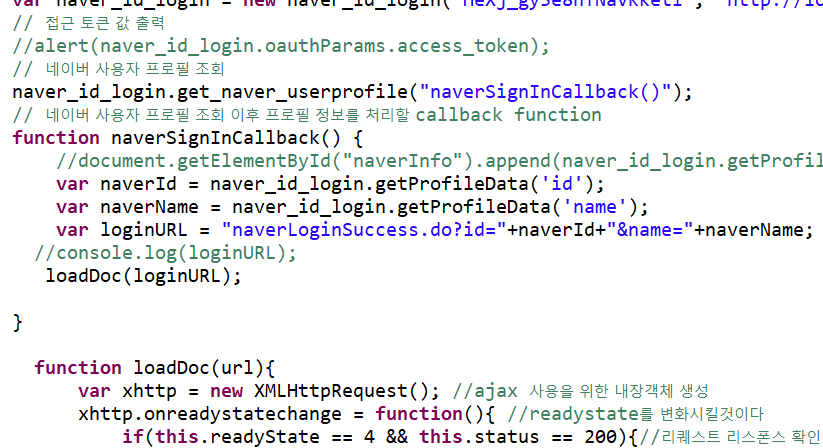 var naver_id_login = new naver_id_login("
// 접근 토큰 값 출력
//alert(naver_id_login.oauthParams.access_token);
// 네이버 사용자 프로필 조회
naver_id_login.get_naver_userprofile("naverSignInCallback()");
// 네이버 사용자 프로필 조회 이후 프로필 정보를 처리할 callback function
function naverSignInCallback() {
//document.getElementById("naverInfo").append(naver_id_login.getProfil
var naverId = naver_id_login.getProfileData('id');
var naverName = naver_id_login.getProfileData('name');
var loginURL = "naverLoginSuccess.do?id="+naverId+"&name="+naverName;
//console.log(loginURL);
loadDoc(loginURL);
}
function loadDoc(url){
var xhttp = new XMLHttpRequest(); //ajax 사용을 위한 내장객체 생성
xhttp.onreadystatechange = function(){ //readystate를 변화시킬것이다
if(this.readyState == 4 && this.status == 200){//리퀘스트 리스폰스 확인